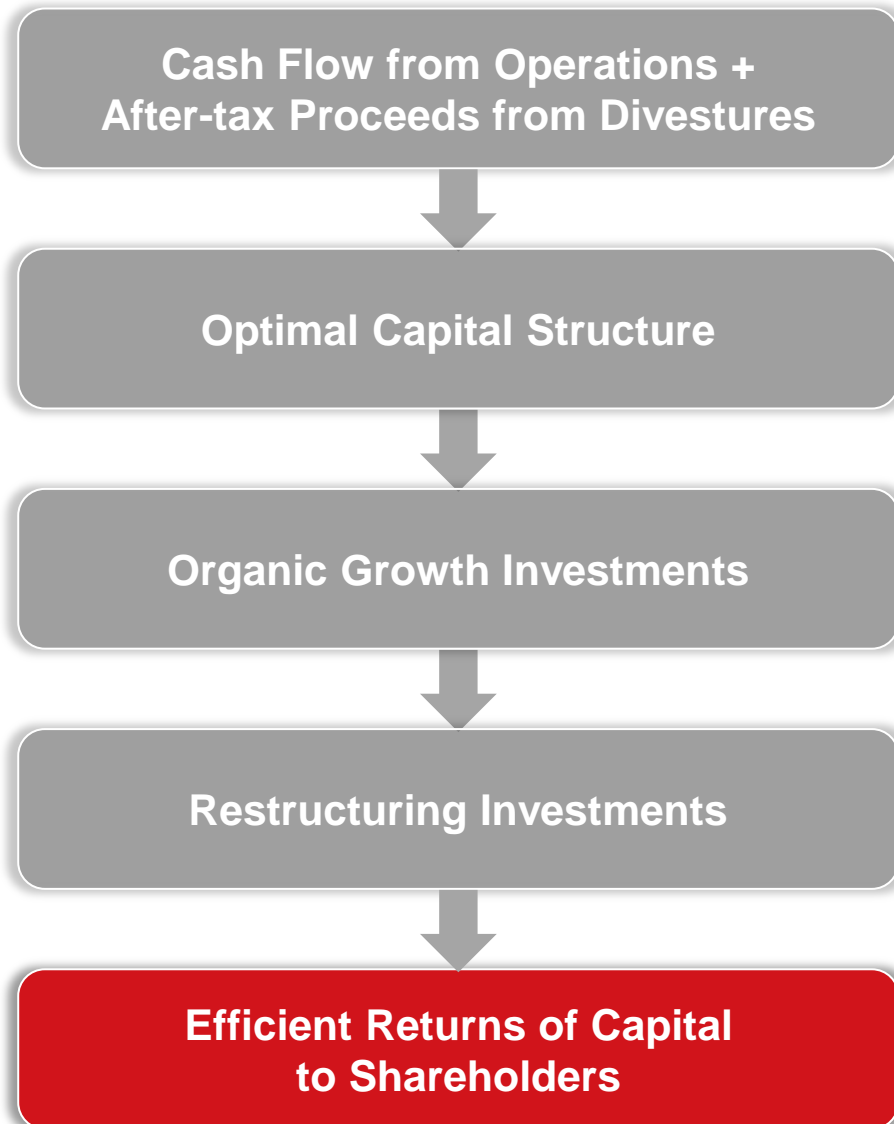 Cash Flow from Operations +
After-tax Proceeds from Divestures
Optimal Capital Structure
Organic Growth Investments
Restructuring Investments
Efficient Returns of Capital
to Shareholders